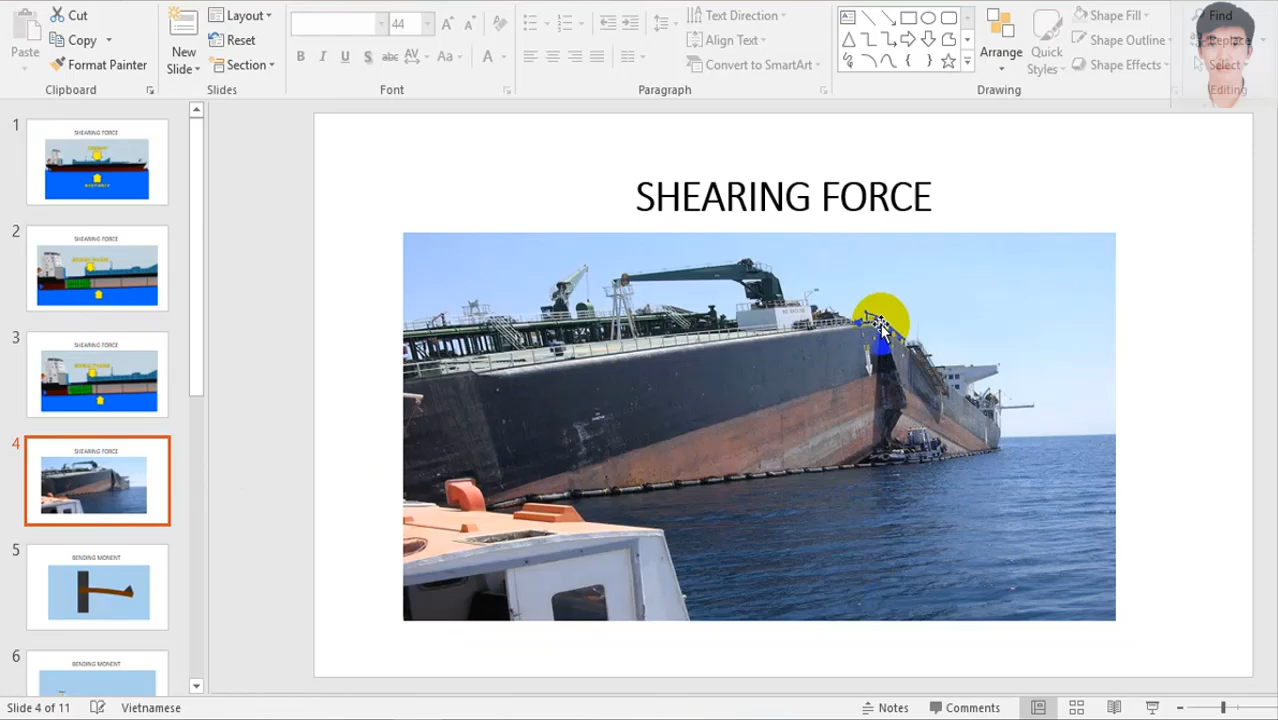 Cut
Copy
Format Painter
Paste
Clipboard
New
Slide
Layout
Reset
Section
Slides
44
B I U S abc AV Aa A
Font
Text Direction
Align Text
Convert to SmartArt
Paragraph
Arrange
Quick
Styles
Shape Fill
Shape Outline
Shape Effects
Drawing
Find
Replace
Select
Editing
1
SHEARING FORCE
2
SHEARING FORCE
3
SHEARING FORCE
4
SHEARING FORCE
5
BENDING MONENT
6
BENDING MONENT
SHEARING FORCE
Slide 4 of 11
Vietnamese
Notes
Comments